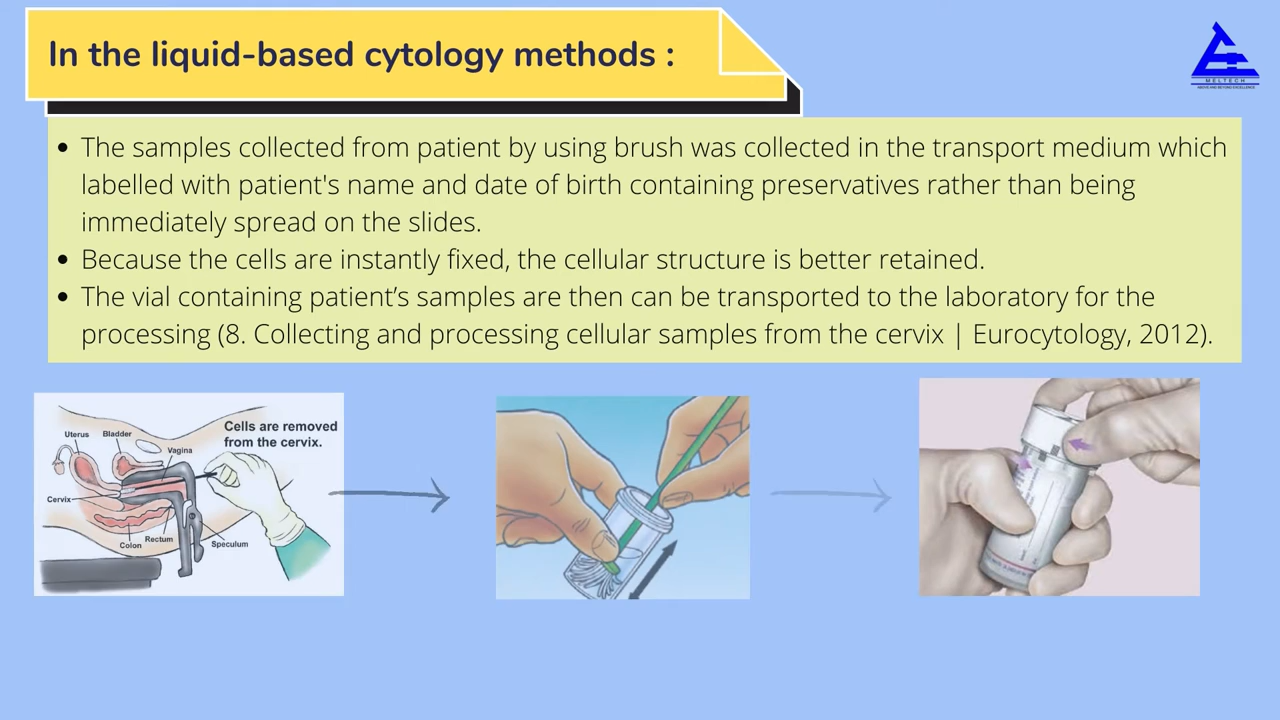 In the liquid-based cytology methods :
MELTECH
ABOVE AND BEYOND EXCELLENCE
• The samples collected from patient by using brush was collected in the transport medium which
labelled with patient's name and date of birth containing preservatives rather than being
immediately spread on the slides.
• Because the cells are instantly fixed, the cellular structure is better retained.
• The vial containing patient’s samples are then can be transported to the laboratory for the
processing (8. Collecting and processing cellular samples from the cervix | Eurocytology, 2012).
Cells are removed
from the cervix.
Uterus
Bladder
Vagina
Cervix
Colon
Rectum
Speculum